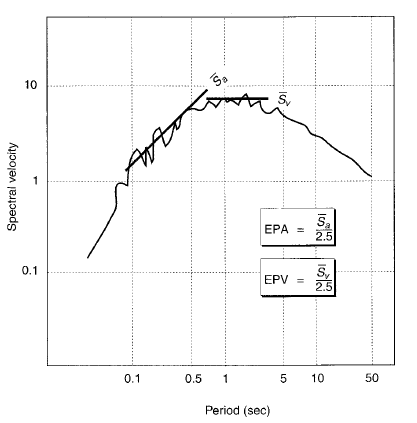 S̅a
10
S̅v
Spectral velocity
1
EPA = S̅a/2.5
0.1
EPV = S̅v/2.5
0.1 0.5 1 5 10 50
Period (sec)